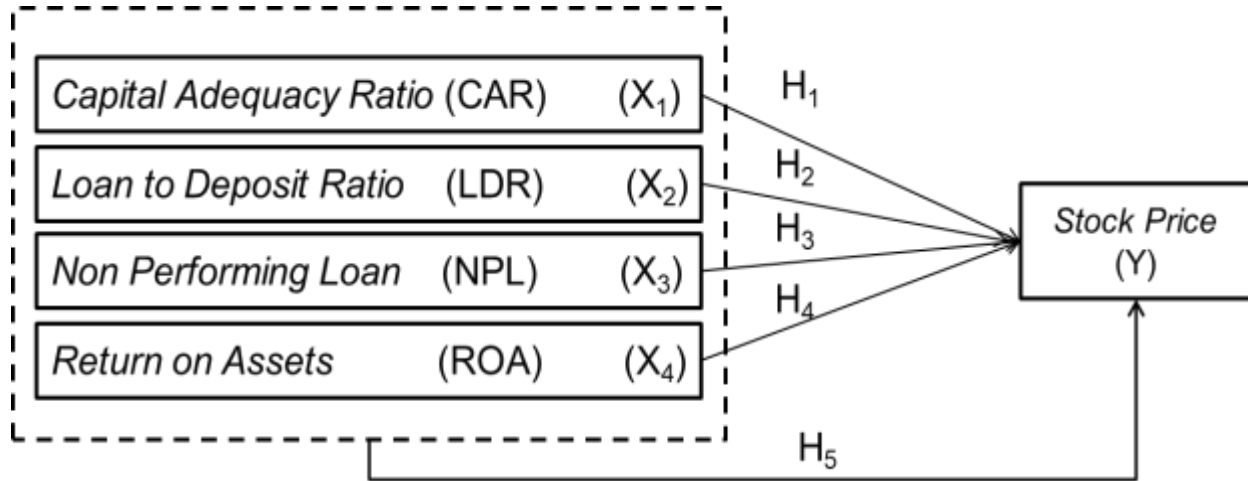 Capital Adequacy Ratio (CAR) (X₁)
Loan to Deposit Ratio (LDR) (X₂)
Non Performing Loan (NPL) (X₃)
Return on Assets (ROA) (X₄)
H₁
H₂
H₃
H₄
Stock Price
(Y)
H₅